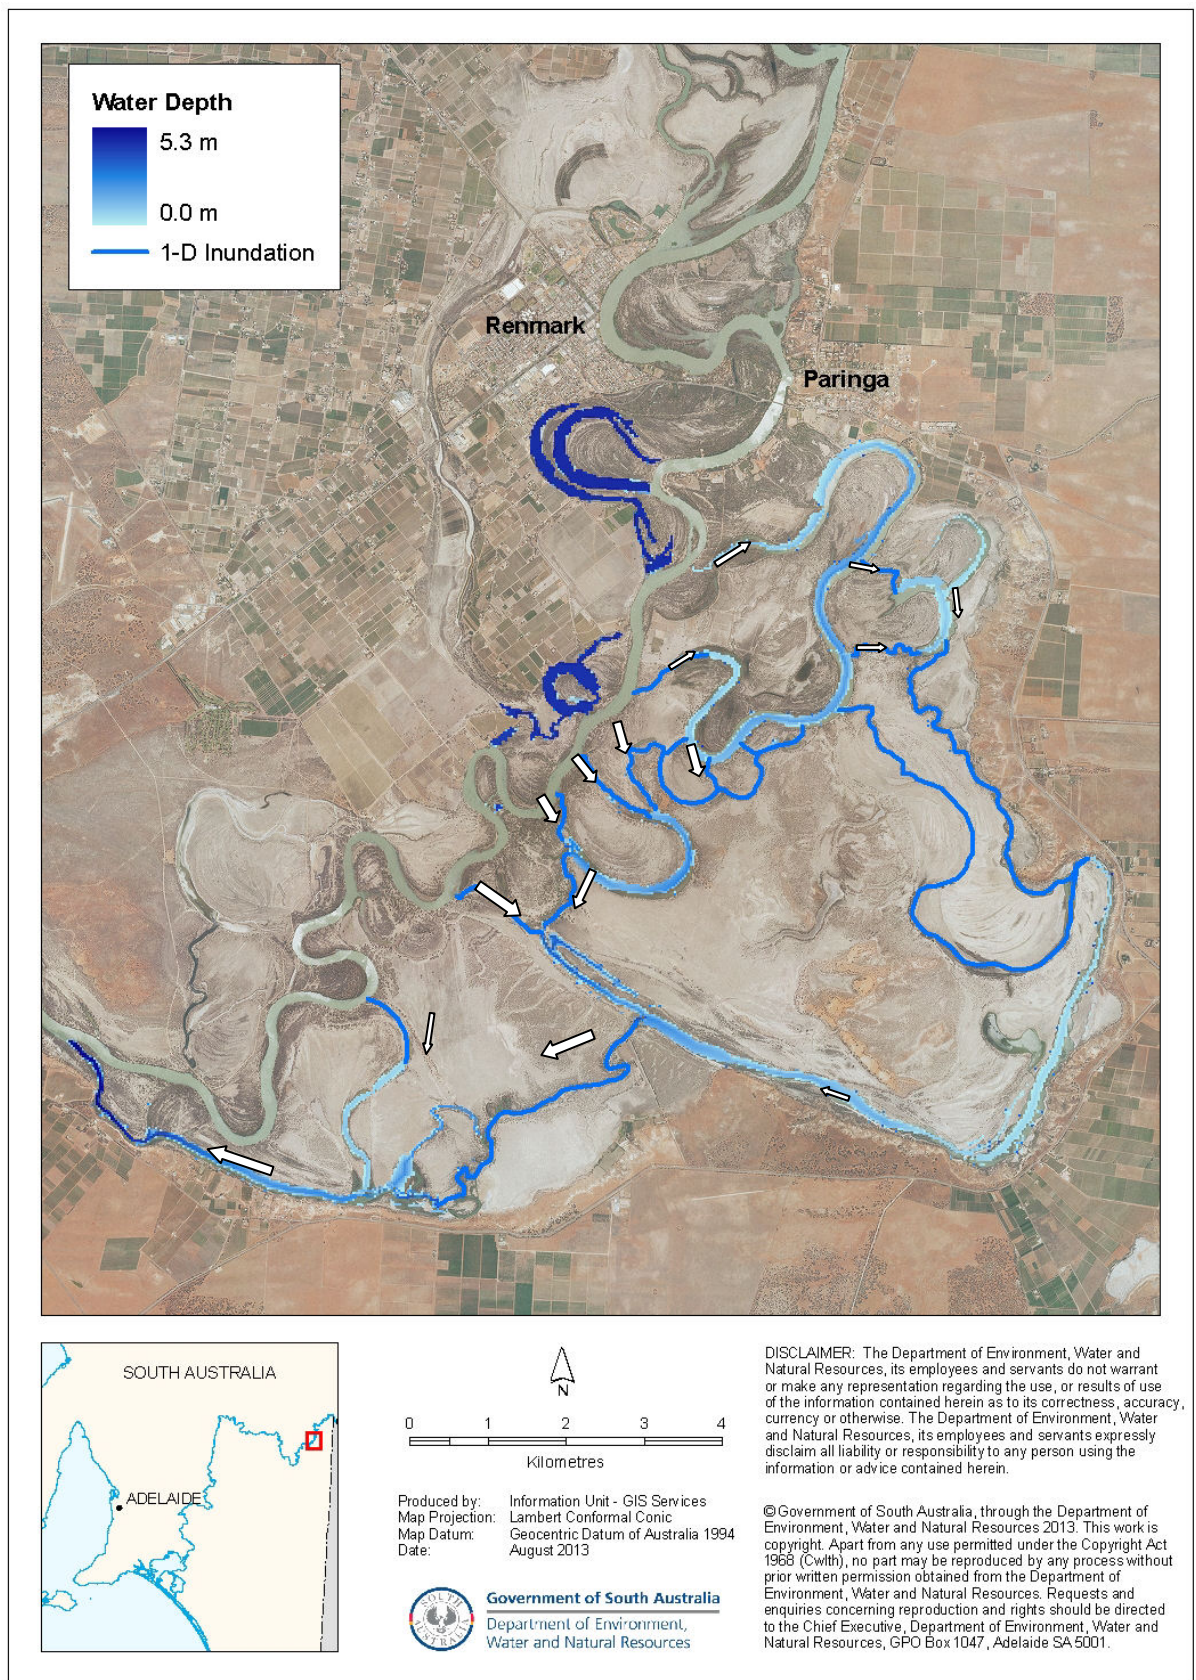 Water Depth
5.3 m
0.0 m
1-D Inundation
Renmark
Paringa
SOUTH AUSTRALIA
ADELAIDE
N
0 1 2 3 4
Kilometres
Produced by: Information Unit - GIS Services
Map Projection: Lambert Conformal Conic
Map Datum: Geocentric Datum of Australia 1994
Date: August 2013
SOUTH
AUSTRALIA
Government of South Australia
Department of Environment,
Water and Natural Resources
DISCLAIMER: The Department of Environment, Water and
Natural Resources, its employees and servants do not warrant
or make any representation regarding the use, or results of use
of the information contained herein as to its correctness, accuracy,
currency or otherwise. The Department of Environment, Water
and Natural Resources, its employees and servants expressly
disclaim all liability or responsibility to any person using the
information or advice contained herein.
©Government of South Australia, through the Department of
Environment, Water and Natural Resources 2013. This work is
copyright. Apart from any use permitted under the Copyright Act
1968 (Cwlth), no part may be reproduced by any process without
prior written permission obtained from the Department of
Environment, Water and Natural Resources. Requests and
enquiries concerning reproduction and rights should be directed
to the Chief Executive, Department of Environment, Water and
Natural Resources, GPO Box 1047, Adelaide SA 5001.